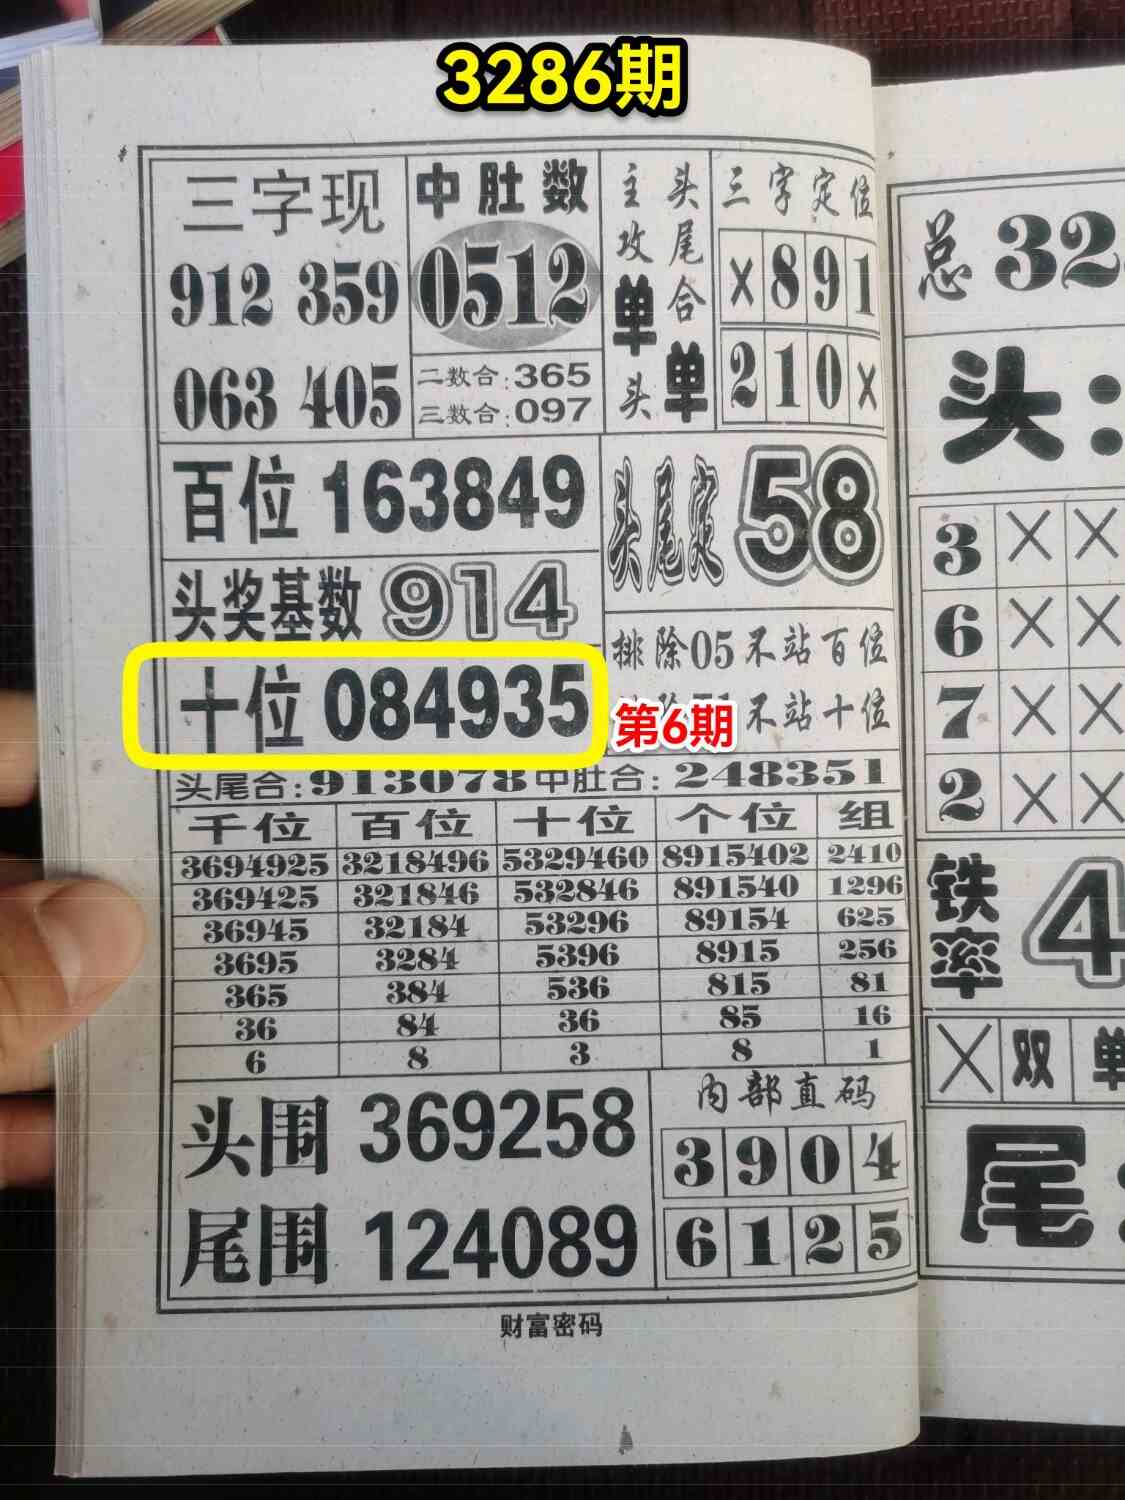 3286期
三字现
912 359
063 405
中肚数
0512
二数合:365
三数合:097
主攻单头
头尾合单
三字定位
×891
210×
百位 163849
头尾定 58
头奖基数 914
排除05不站百位
十位 084935
第6期
不站十位
头尾合:913078 中肚合:248351
千位 百位 十位 个位 组
3694925 3218496 5329460 8915402 2410
369425 321846 532846 891540 1296
36945 32184 53296 89154 625
3695 3284 5396 8915 256
365 384 536 815 81
36 84 36 85 16
6 8 3 8 1
头围 369258
尾围 124089
内部直码
3904
6125
财富密码
总 32
头:
3××
6××
7××
2××
铁率 4
×双单
尾: